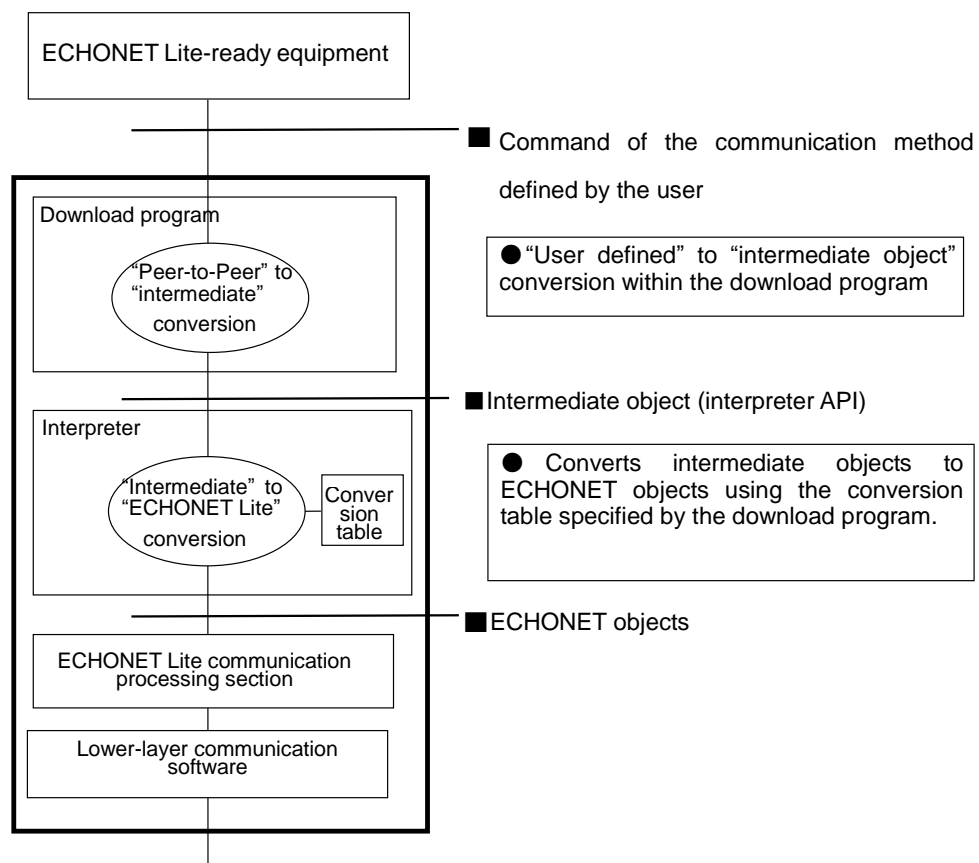 ECHONET Lite-ready equipment
■ Command of the communication method
defined by the user
Download program
“Peer-to-Peer” to
“intermediate”
conversion
●“User defined” to “intermediate object”
conversion within the download program
■Intermediate object (interpreter API)
Interpreter
“Intermediate” to
“ECHONET Lite”
conversion
Conver
sion
table
● Converts intermediate objects to
ECHONET objects using the conversion
table specified by the download program.
■ECHONET objects
ECHONET Lite communication
processing section
Lower-layer communication
software